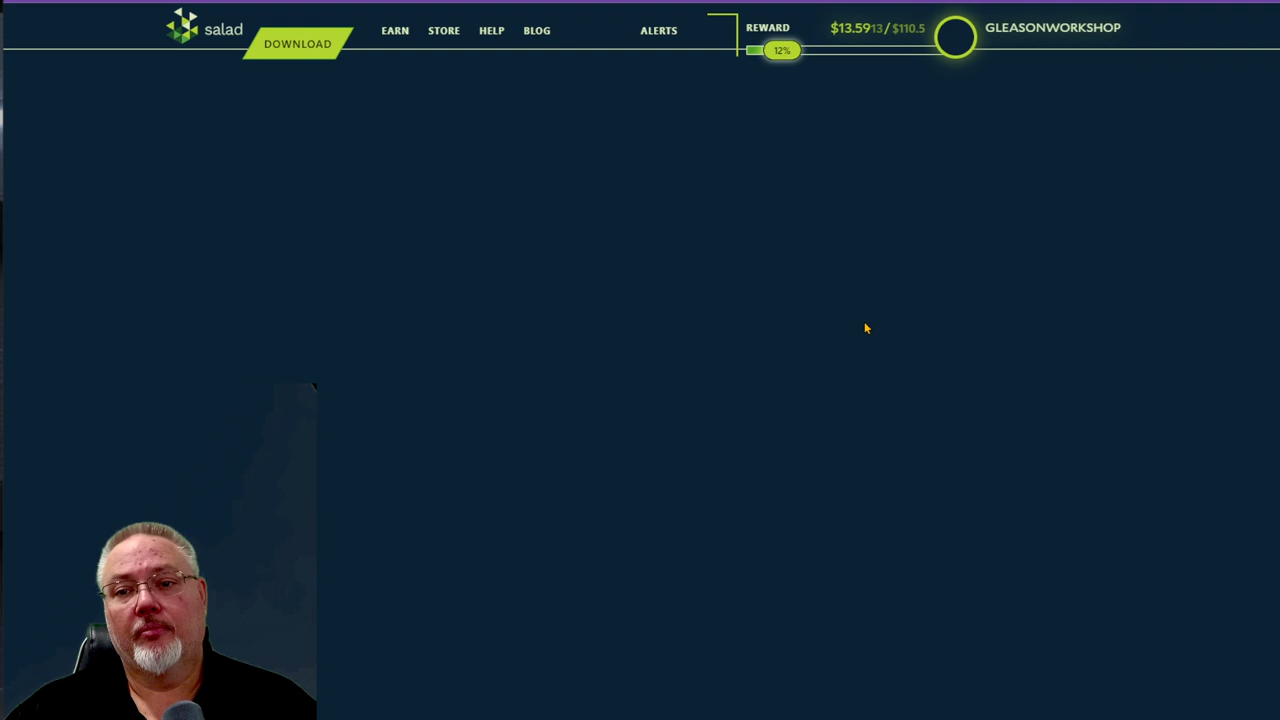 salad
DOWNLOAD
EARN STORE HELP BLOG ALERTS
REWARD $13.5913/$110.5
12%
GLEASONWORKSHOP